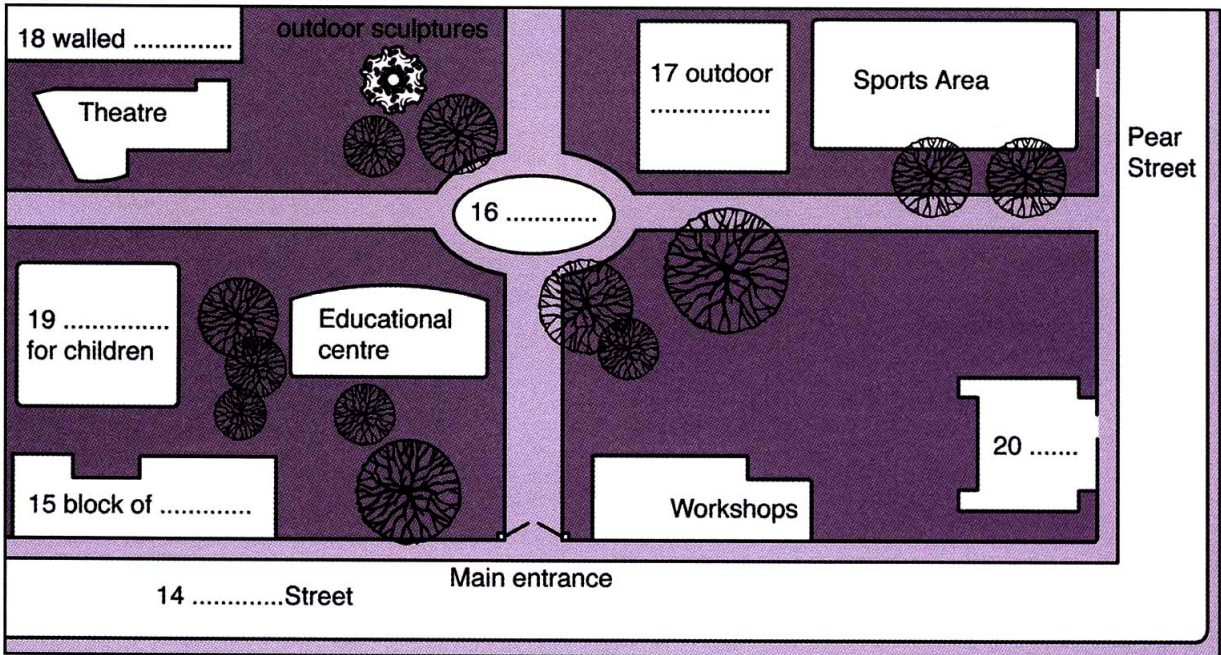 18 walled ..............
outdoor sculptures
17 outdoor
.................
Sports Area
Theatre
Pear
Street
16 .............
19 ...............
for children
Educational
centre
15 block of .............
Workshops
20 .......
Main entrance
14 ............Street